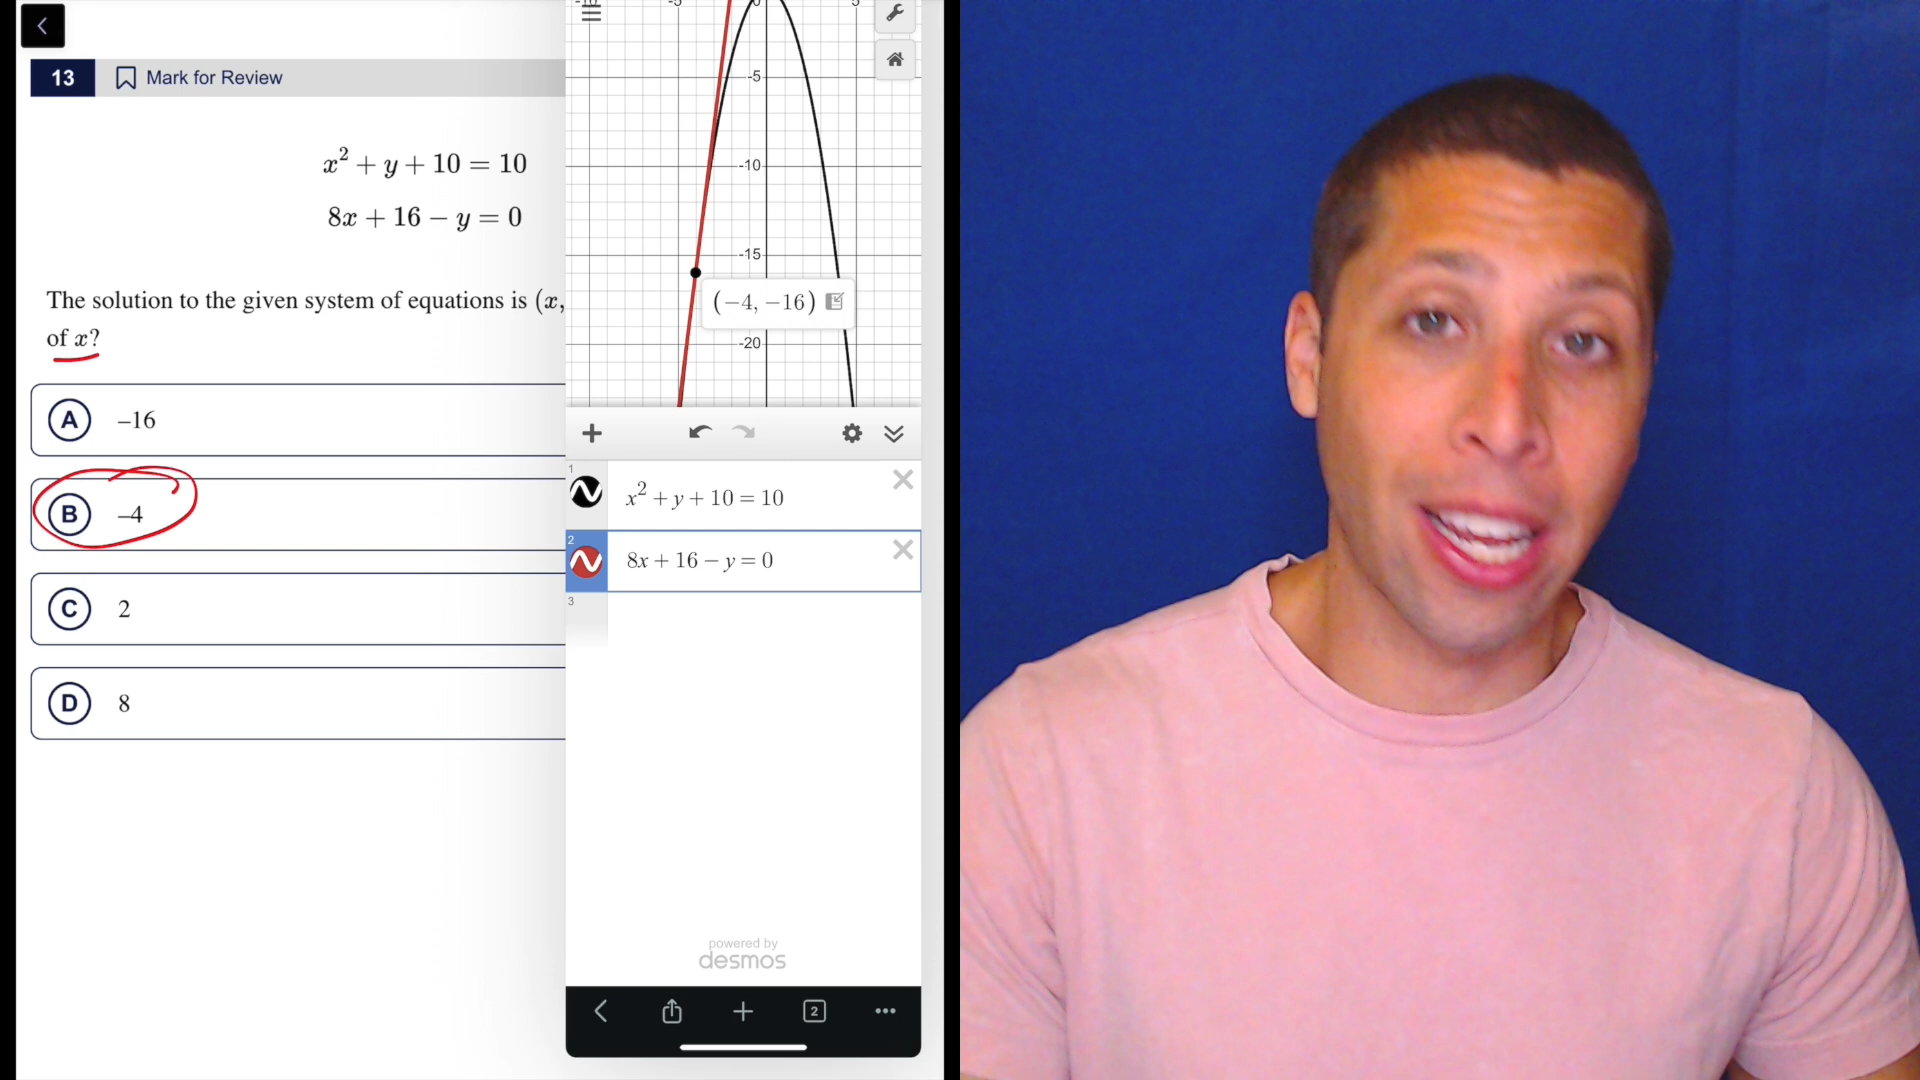 13 Mark for Review
x² + y + 10 = 10
8x + 16 − y = 0
The solution to the given system of equations is (x,
of x?
A –16
B –4
C 2
D 8
-5
5
-5
-10
-15
(−4, −16)
-20
1
x² + y + 10 = 10
2
8x + 16 − y = 0
3
powered by
desmos
2